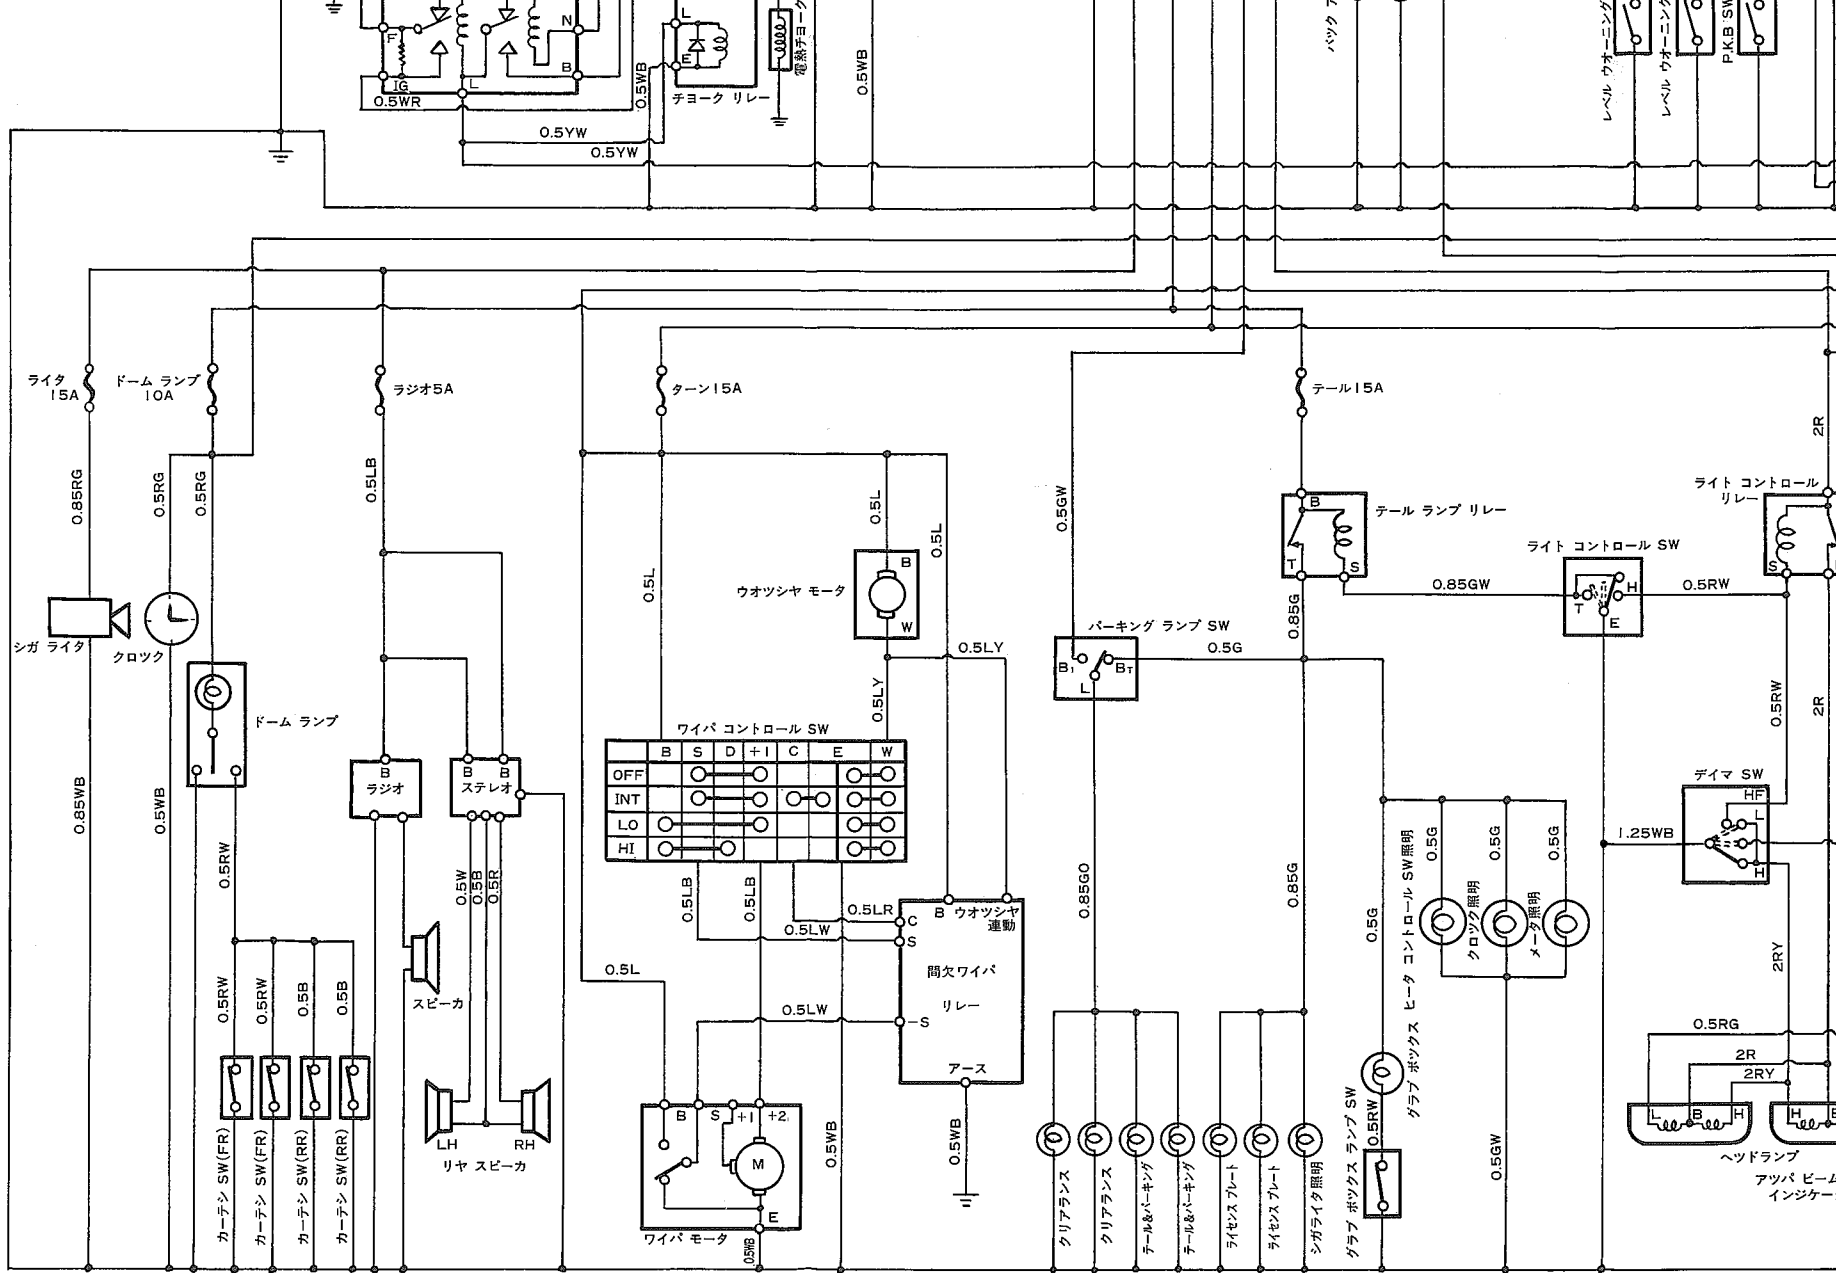 F
IG
N
B
L
0.5WR
L
E
チヨーク リレー
電熱チヨーク
0.5WB
0.5WB
0.5YW
0.5YW
レベル ウオーニング
レベル ウオーニング
P.K.B SW
ライタ
15A
ドーム ランプ
10A
ラジオ5A
ターン15A
テール15A
0.85RG
0.5RG
0.5RG
0.5LB
0.5L
0.5L
0.5L
0.5GW
2R
ライト コントロール
リレー
S
B
T
S
テール ランプ リレー
ライト コントロール SW
T
H
E
0.85GW
0.5RW
0.85G
ウオツシヤ モータ
B
W
0.5LY
0.5LY
パーキング ランプ SW
B1
BT
L
0.5G
シガ ライタ
クロツク
ドーム ランプ
0.5RW
2R
ワイパ コントロール SW
B S D +1 C E W
OFF
INT
LO
HI
B
ラジオ
B B
ステレオ
デイマ SW
HF
L
H
1.25WB
0.85WB
0.5WB
0.5RW
0.5W
0.5B
0.5R
0.5LB
0.5LB
0.5LR
0.5LW
0.85GO
0.85G
0.5G
0.5G
0.5G
0.5G
クロツク照明
メータ照明
グラブ ボツクス ヒータ コントロール SW照明
B ウオツシヤ
連動
C
S
間欠ワイパ
リレー
-S
アース
0.5L
0.5LW
スピーカ
0.5RW
0.5RW
0.5B
0.5B
2RY
0.5RG
2R
2RY
L B H
H
ヘツドランプ
アツパ ビーム
インジケー
LH
RH
リヤ スピーカ
B S +1 +2
M
E
ワイパ モータ
0.5WB
0.5WB
0.5WB
カーテシ SW(FR)
カーテシ SW(FR)
カーテシ SW(RR)
カーテシ SW(RR)
クリアランス
クリアランス
テール&パーキング
テール&パーキング
ライセンス プレート
ライセンス プレート
シガライタ照明
グラブ ボツクス ランプ SW
0.5RW
0.5GW